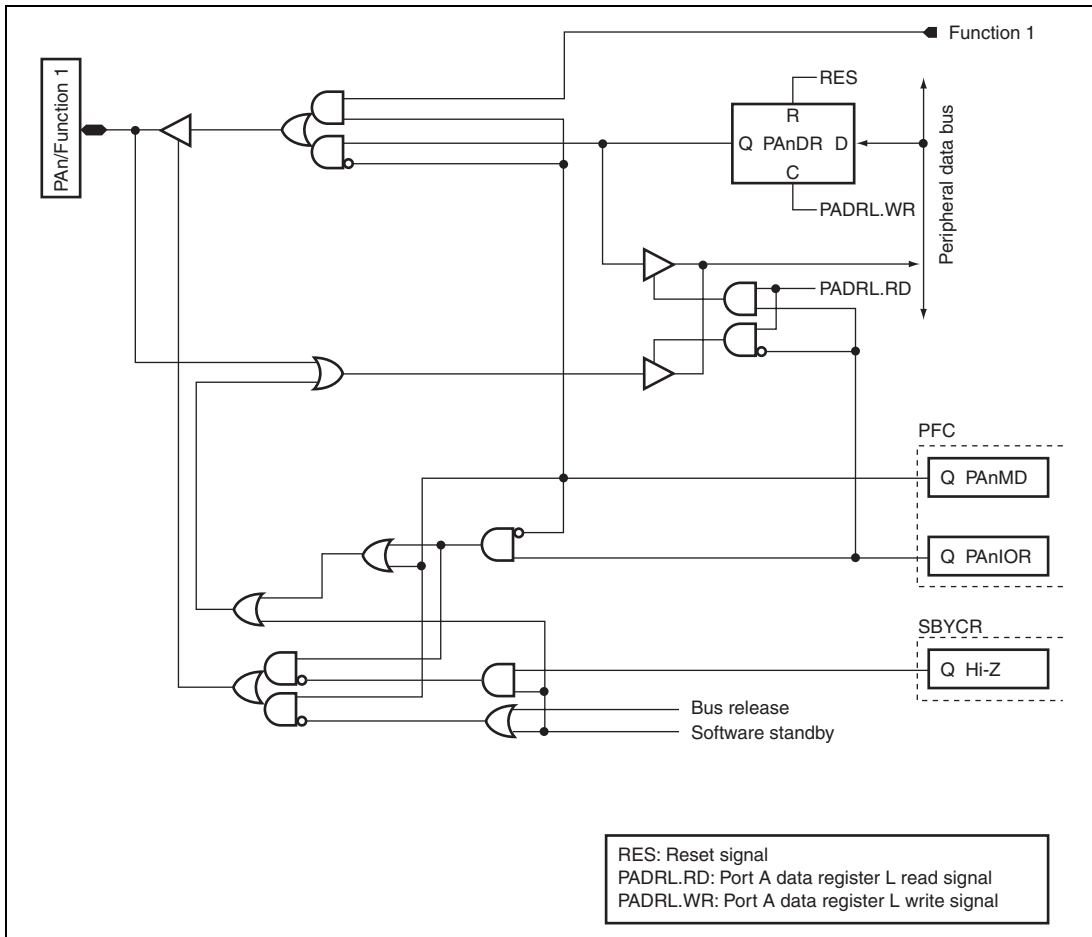 Function 1
PAn/Function 1
RES
R
Q PAnDR D
C
PADRL.WR
Peripheral data bus
PADRL.RD
PFC
Q PAnMD
Q PAnIOR
SBYCR
Q Hi-Z
Bus release
Software standby
RES: Reset signal
PADRL.RD: Port A data register L read signal
PADRL.WR: Port A data register L write signal